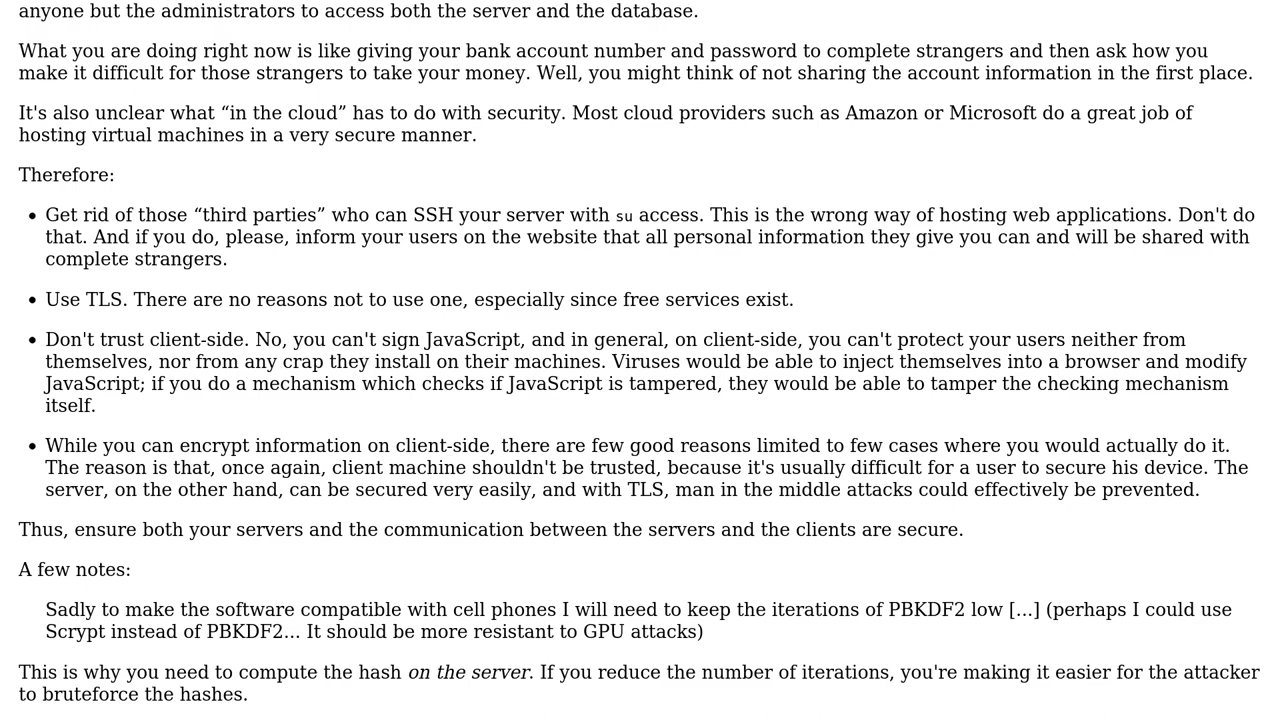 anyone but the administrators to access both the server and the database.
What you are doing right now is like giving your bank account number and password to complete strangers and then ask how you
make it difficult for those strangers to take your money. Well, you might think of not sharing the account information in the first place.
It's also unclear what “in the cloud” has to do with security. Most cloud providers such as Amazon or Microsoft do a great job of
hosting virtual machines in a very secure manner.
Therefore:
• Get rid of those “third parties” who can SSH your server with su access. This is the wrong way of hosting web applications. Don't do
that. And if you do, please, inform your users on the website that all personal information they give you can and will be shared with
complete strangers.
• Use TLS. There are no reasons not to use one, especially since free services exist.
• Don't trust client-side. No, you can't sign JavaScript, and in general, on client-side, you can't protect your users neither from
themselves, nor from any crap they install on their machines. Viruses would be able to inject themselves into a browser and modify
JavaScript; if you do a mechanism which checks if JavaScript is tampered, they would be able to tamper the checking mechanism
itself.
• While you can encrypt information on client-side, there are few good reasons limited to few cases where you would actually do it.
The reason is that, once again, client machine shouldn't be trusted, because it's usually difficult for a user to secure his device. The
server, on the other hand, can be secured very easily, and with TLS, man in the middle attacks could effectively be prevented.
Thus, ensure both your servers and the communication between the servers and the clients are secure.
A few notes:
Sadly to make the software compatible with cell phones I will need to keep the iterations of PBKDF2 low [...] (perhaps I could use
Scrypt instead of PBKDF2... It should be more resistant to GPU attacks)
This is why you need to compute the hash on the server. If you reduce the number of iterations, you're making it easier for the attacker
to bruteforce the hashes.